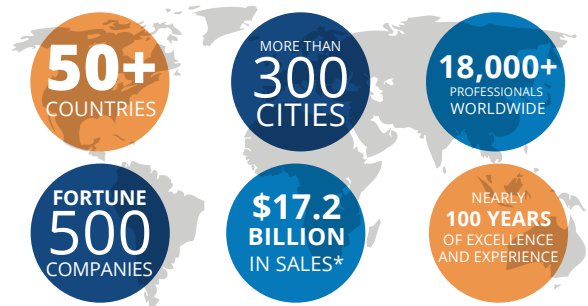 50+
COUNTRIES
MORE THAN
300
CITIES
18,000+
PROFESSIONALS
WORLDWIDE
FORTUNE
500
COMPANIES
$17.2
BILLION
IN SALES*
NEARLY
100 YEARS
OF EXCELLENCE
AND EXPERIENCE